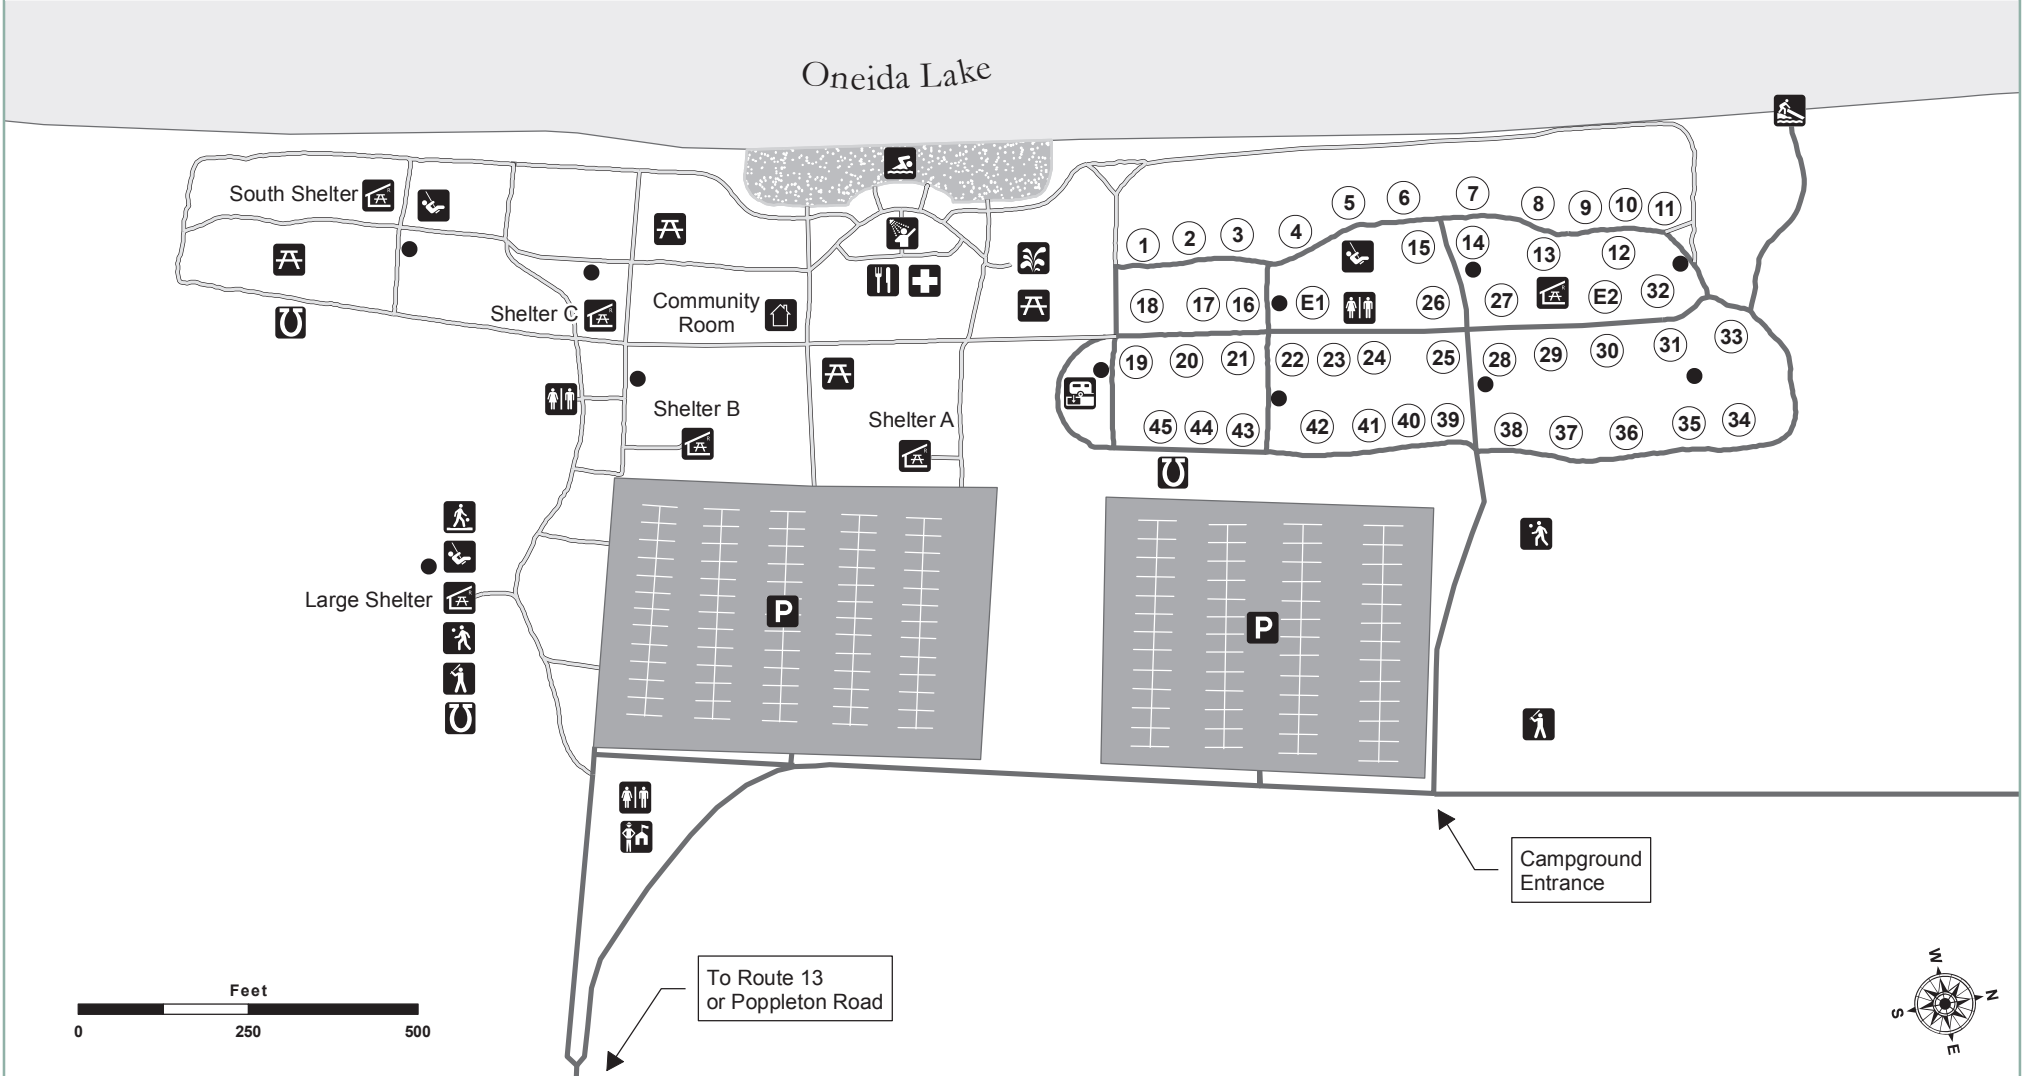 Oneida Lake
South Shelter
5 6 7 8 9 10 11
1 2 3 4 15 14 13 12
Shelter C
Community
Room
18 17 16 E1 26 27 E2 32
19 20 21 22 23 24 25 28 29 30 31 33
Shelter B
Shelter A
45 44 43 42 41 40 39 38 37 36 35 34
Large Shelter
P
P
Campground
Entrance
To Route 13
or Poppleton Road
Feet
0 250 500
W
N
S
E